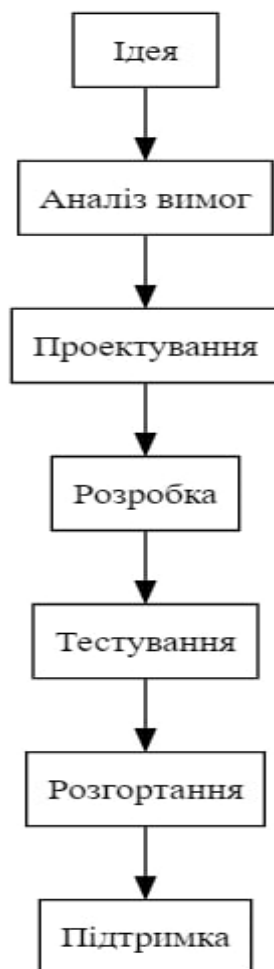 Ідея
Аналіз вимог
Проектування
Розробка
Тестування
Розгортання
Підтримка